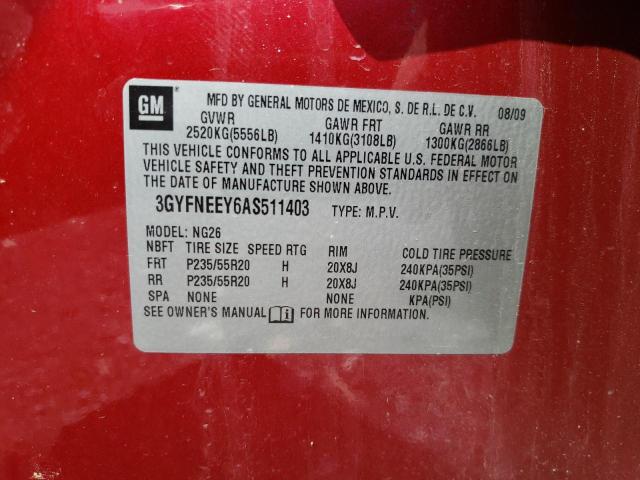 GM
MFD BY GENERAL MOTORS DE MEXICO, S. DE R.L. DE C.V. 08/09
GVWR GAWR FRT GAWR RR
2520KG(5556LB) 1410KG(3108LB) 1300KG(2866LB)
THIS VEHICLE CONFORMS TO ALL APPLICABLE U.S. FEDERAL MOTOR
VEHICLE SAFETY AND THEFT PREVENTION STANDARDS IN EFFECT ON
THE DATE OF MANUFACTURE SHOWN ABOVE.
3GYFNEEY6AS511403 TYPE: M.P.V.
MODEL: NG26
NBFT TIRE SIZE SPEED RTG RIM COLD TIRE PRESSURE
FRT P235/55R20 H 20X8J 240KPA(35PSI)
RR P235/55R20 H 20X8J 240KPA(35PSI)
SPA NONE NONE KPA(PSI)
SEE OWNER'S MANUAL i FOR MORE INFORMATION.